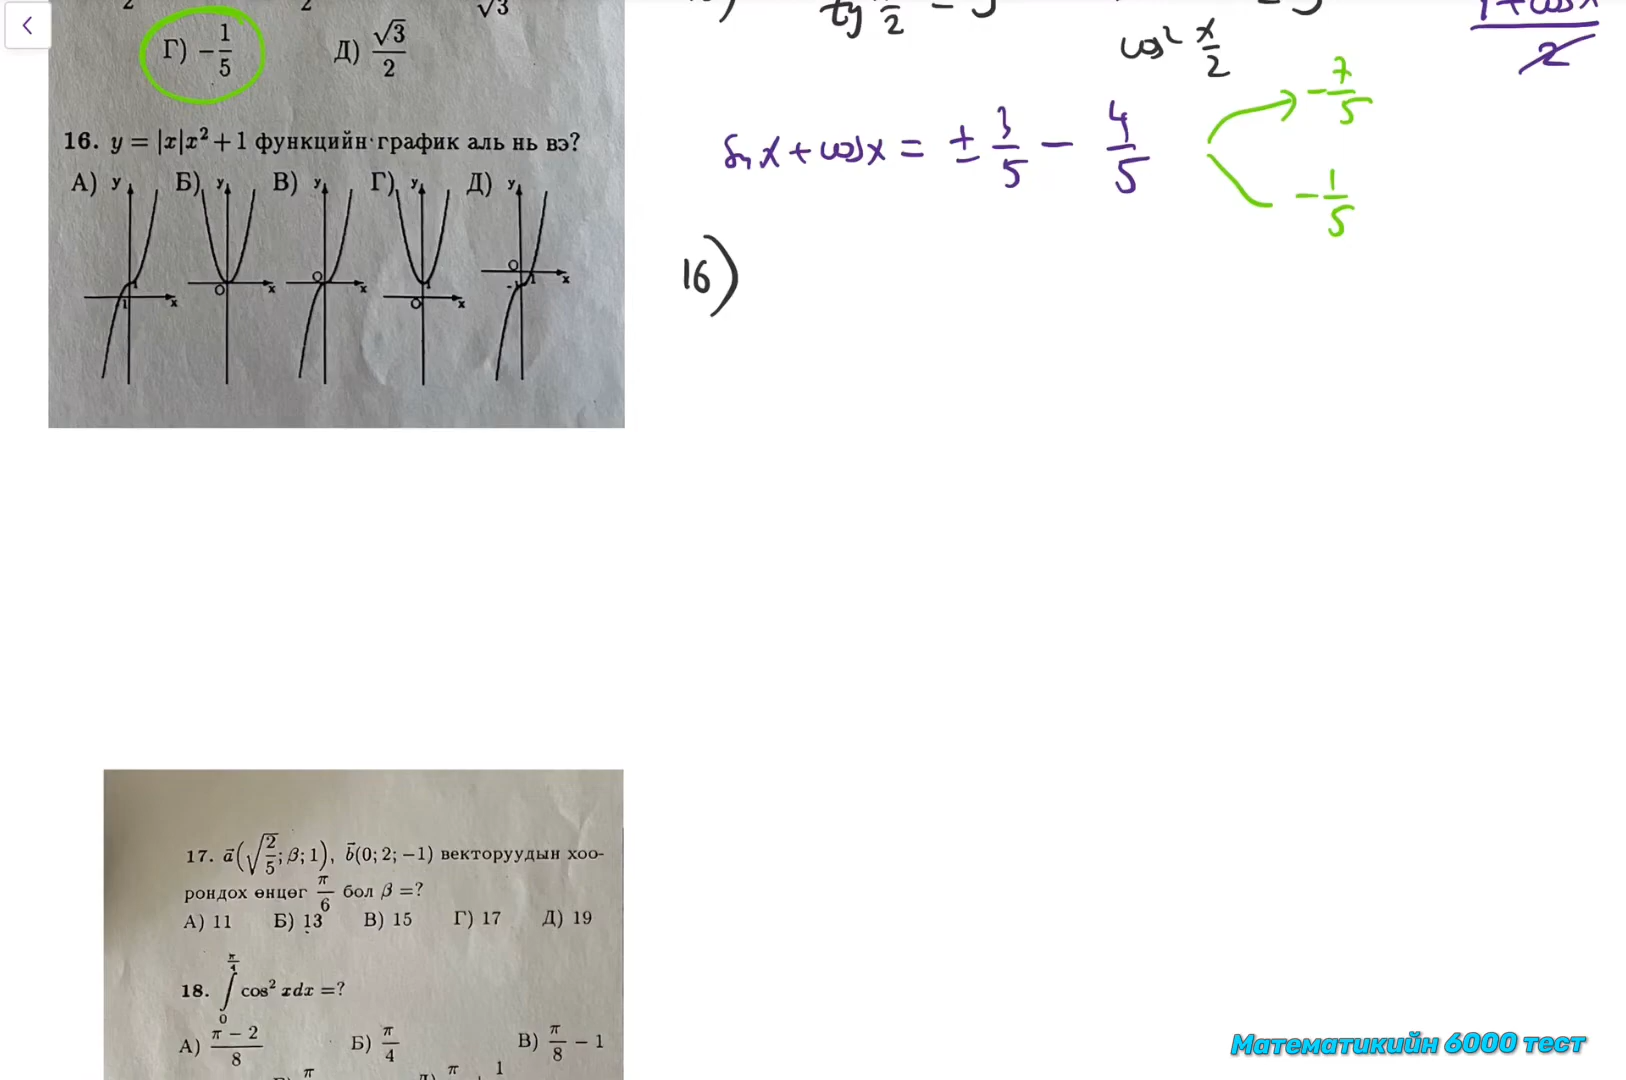 Г) -1/5 Д) √3/2
16. y = |x|x² + 1 функцийн график аль нь вэ?
А) Б) В) Г) Д)
sin x + cos x = ± 3/5 - 4/5
-7/5
-1/5
cos² x/2
16)
17. a⃗(√(2/5); β; 1), b⃗(0; 2; −1) векторуудын хоо-
рондох өнцөг π/6 бол β =?
А) 11 Б) 13 В) 15 Г) 17 Д) 19
18. ∫₀^(π/4) cos² xdx =?
А) (π − 2)/8 Б) π/4 В) π/8 − 1
Математикийн 6000 тест